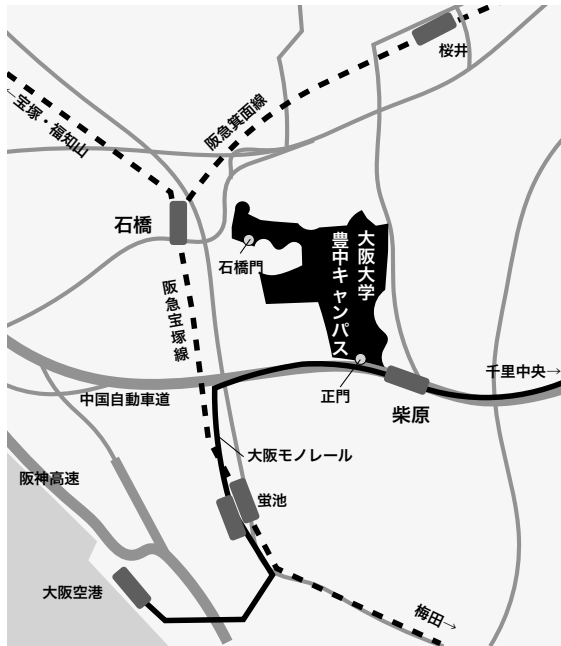 桜井
阪急箕面線
←宝塚・福知山
石橋
大阪大学
豊中キャンパス
石橋門
阪急宝塚線
千里中央→
正門
中国自動車道
柴原
大阪モノレール
阪神高速
蛍池
大阪空港
梅田→